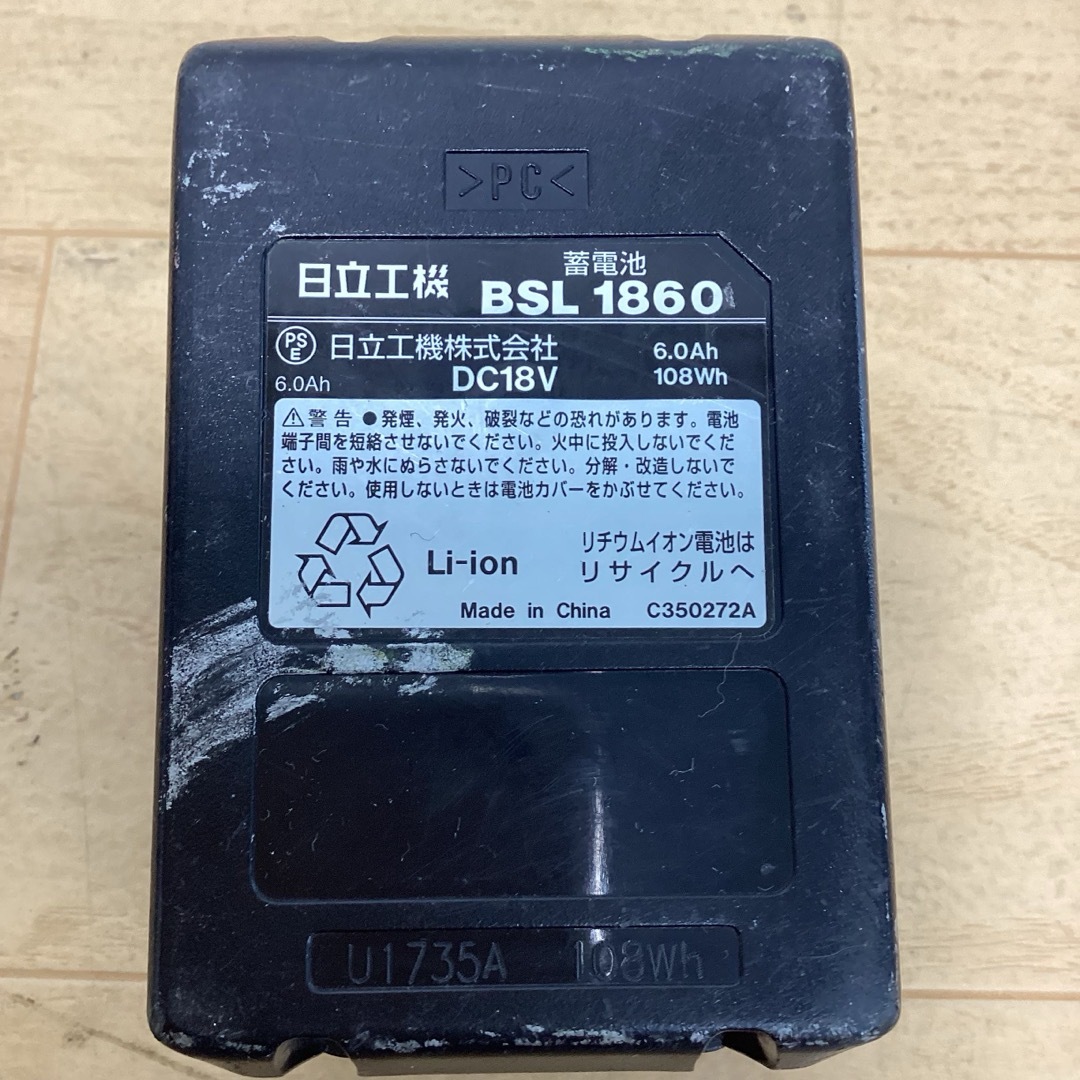 >PC<
日立工機 蓄電池
BSL 1860
PSE 日立工機株式会社 6.0Ah
6.0Ah DC18V 108Wh
⚠警告 ●発煙、発火、破裂などの恐れがあります。電池
端子間を短絡させないでください。火中に投入しないでくだ
さい。雨や水にぬらさないでください。分解・改造しないで
ください。使用しないときは電池カバーをかぶせてください。
Li-ion リチウムイオン電池は
リサイクルへ
Made in China C350272A
U1735A 108Wh